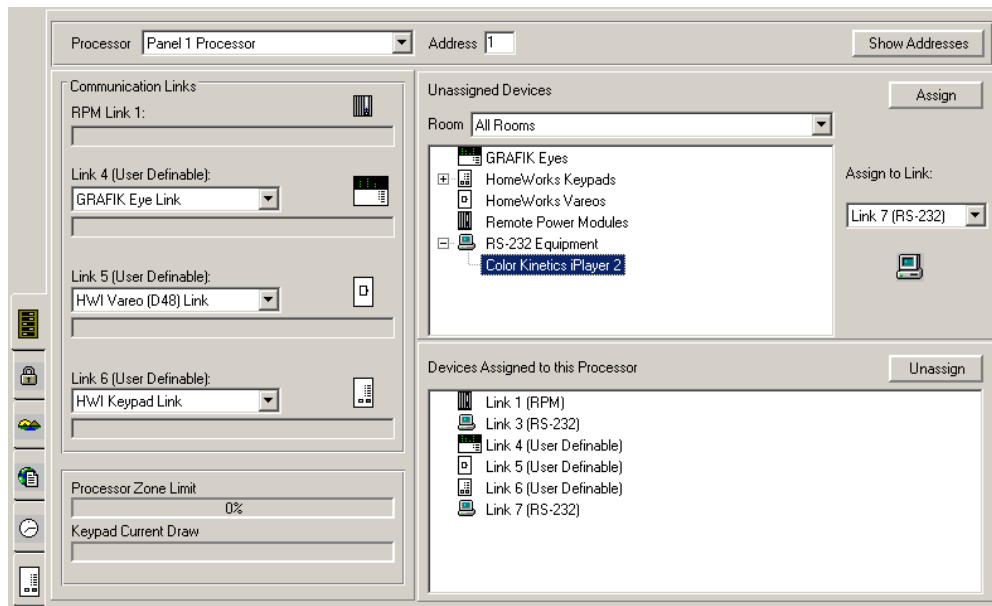 Processor Panel 1 Processor Address 1 Show Addresses
Communication Links
RPM Link 1:
Link 4 (User Definable):
GRAFIK Eye Link
Link 5 (User Definable):
HWI Vareo (D48) Link
Link 6 (User Definable):
HWI Keypad Link
Processor Zone Limit
0%
Keypad Current Draw
Unassigned Devices
Assign
Room All Rooms
GRAFIK Eyes
HomeWorks Keypads
HomeWorks Vareos
Remote Power Modules
RS-232 Equipment
Color Kinetics iPlayer 2
Assign to Link:
Link 7 (RS-232)
Devices Assigned to this Processor
Unassign
Link 1 (RPM)
Link 3 (RS-232)
Link 4 (User Definable)
Link 5 (User Definable)
Link 6 (User Definable)
Link 7 (RS-232)